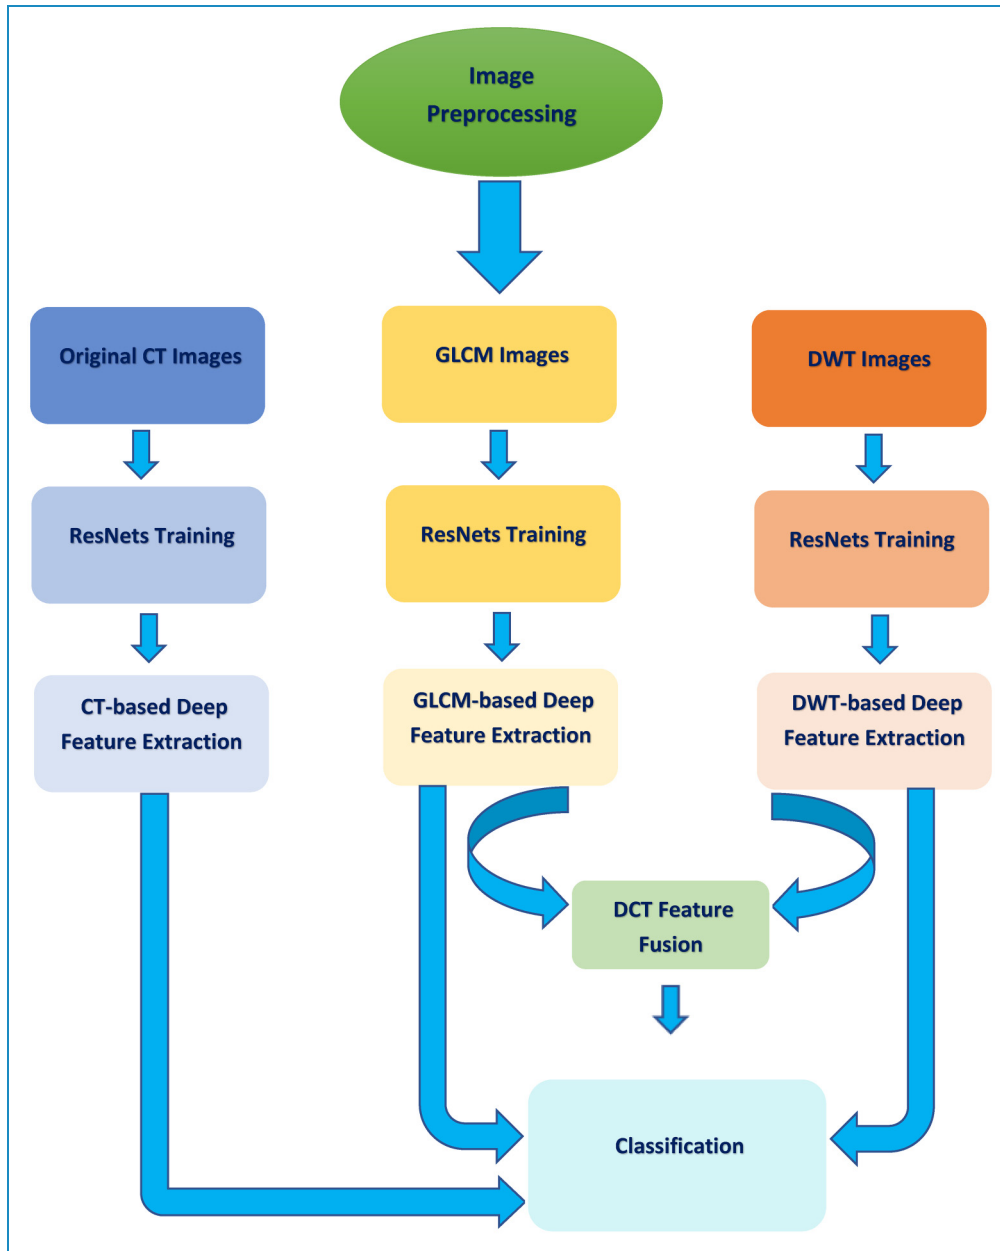 Image
Preprocessing
Original CT Images
GLCM Images
DWT Images
ResNets Training
ResNets Training
ResNets Training
CT-based Deep
Feature Extraction
GLCM-based Deep
Feature Extraction
DWT-based Deep
Feature Extraction
DCT Feature
Fusion
Classification